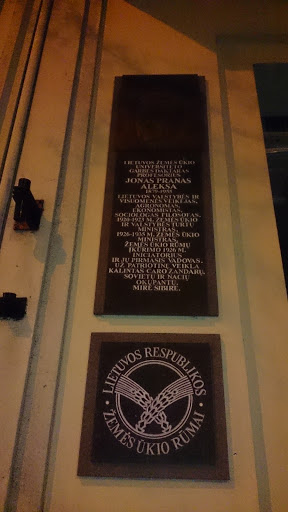 LIETUVOS ŽEMĖS ŪKIO
UNIVERSITETO
GARBĖS DAKTARAS
PROFESORIUS
JONAS PRANAS
ALEKSA
1879-1955
LIETUVOS VALSTYBĖS IR
VISUOMENĖS VEIKĖJAS,
AGRONOMAS,
EKONOMISTAS,
SOCIOLOGAS FILOSOFAS,
1920-1923 M. ŽEMĖS ŪKIO
IR VALSTYBĖS TURTŲ
MINISTRAS,
1926-1935 M. ŽEMĖS ŪKIO
MINISTRAS,
ŽEMĖS ŪKIO RŪMŲ
ĮKŪRIMO 1926 M.
INICIATORIUS
IR JŲ PIRMASIS VADOVAS,
UŽ PATRIOTINĘ VEIKLĄ
KALINTAS CARO ŽANDARŲ,
SOVIETŲ IR NACIŲ
OKUPANTŲ,
MIRĖ SIBIRE.
LIETUVOS RESPUBLIKOS
• ŽEMĖS ŪKIO RŪMAI •